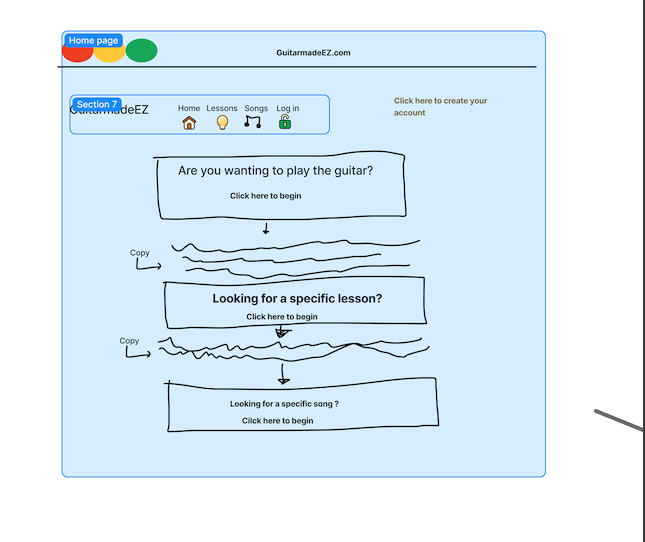 Home page
GuitarmadeEZ.com
Section 7
GuitarmadeEZ
Home Lessons Songs Log in
Click here to create your
account
Are you wanting to play the guitar?
Click here to begin
Copy
Looking for a specific lesson?
Click here to begin
Copy
Looking for a specific song ?
Cilck here to begin